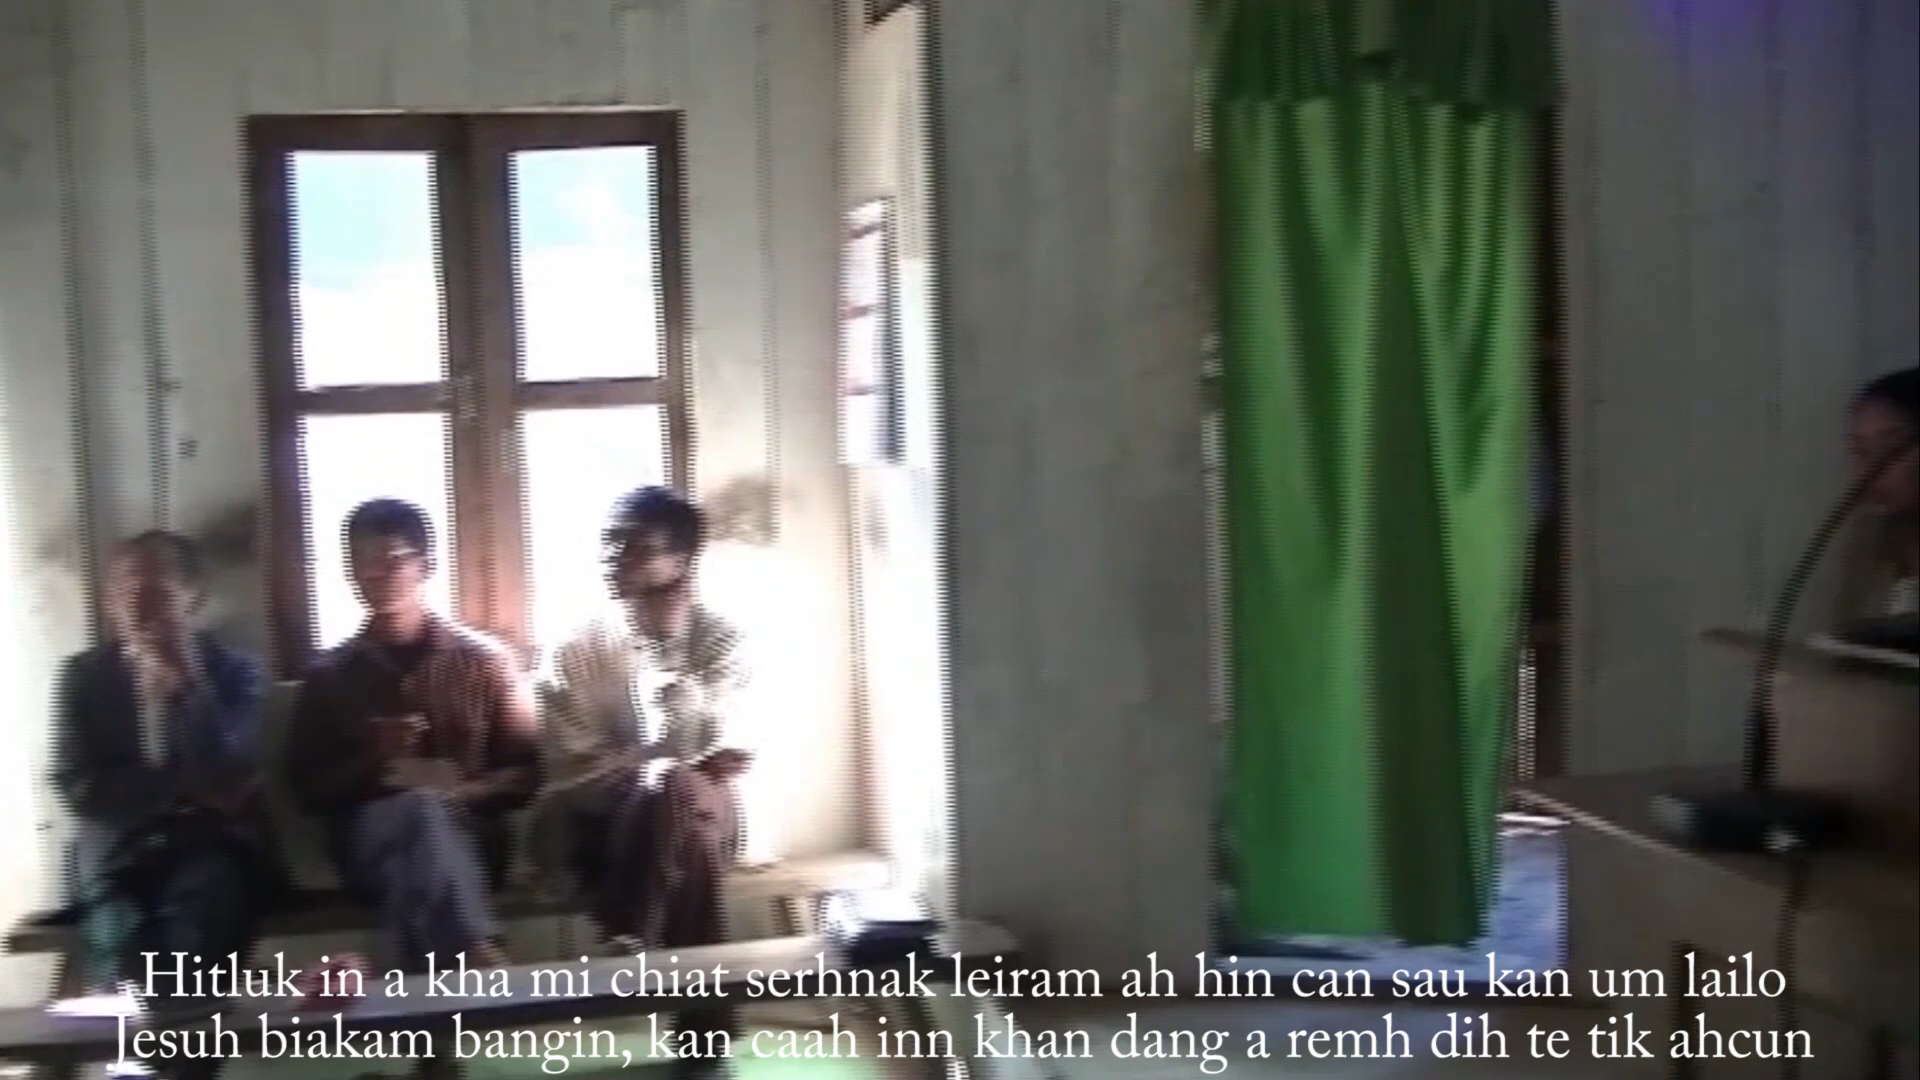 Hitluk in a kha mi chiat serhnak leiram ah hin can sau kan um lailo
Jesuh biakam bangin, kan caah inn khan dang a remh dih te tik ahcun